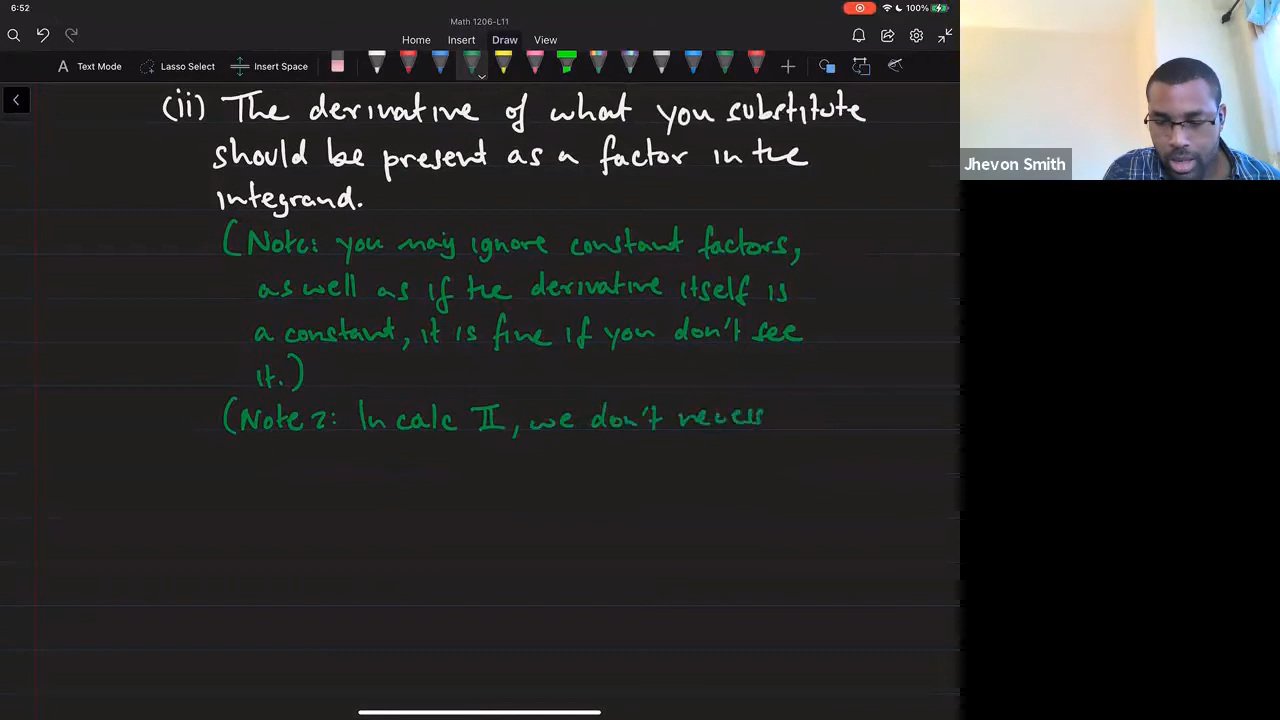 6:52
100%
Math 1206-L11
Home Insert Draw View
Text Mode Lasso Select Insert Space
(ii) The derivative of what you substitute
should be present as a factor in the
integrand.
(Note: you may ignore constant factors,
as well as if the derivative itself is
a constant, it is fine if you don't see
it.)
(Note 2: In calc II, we don't necess
Jhevon Smith